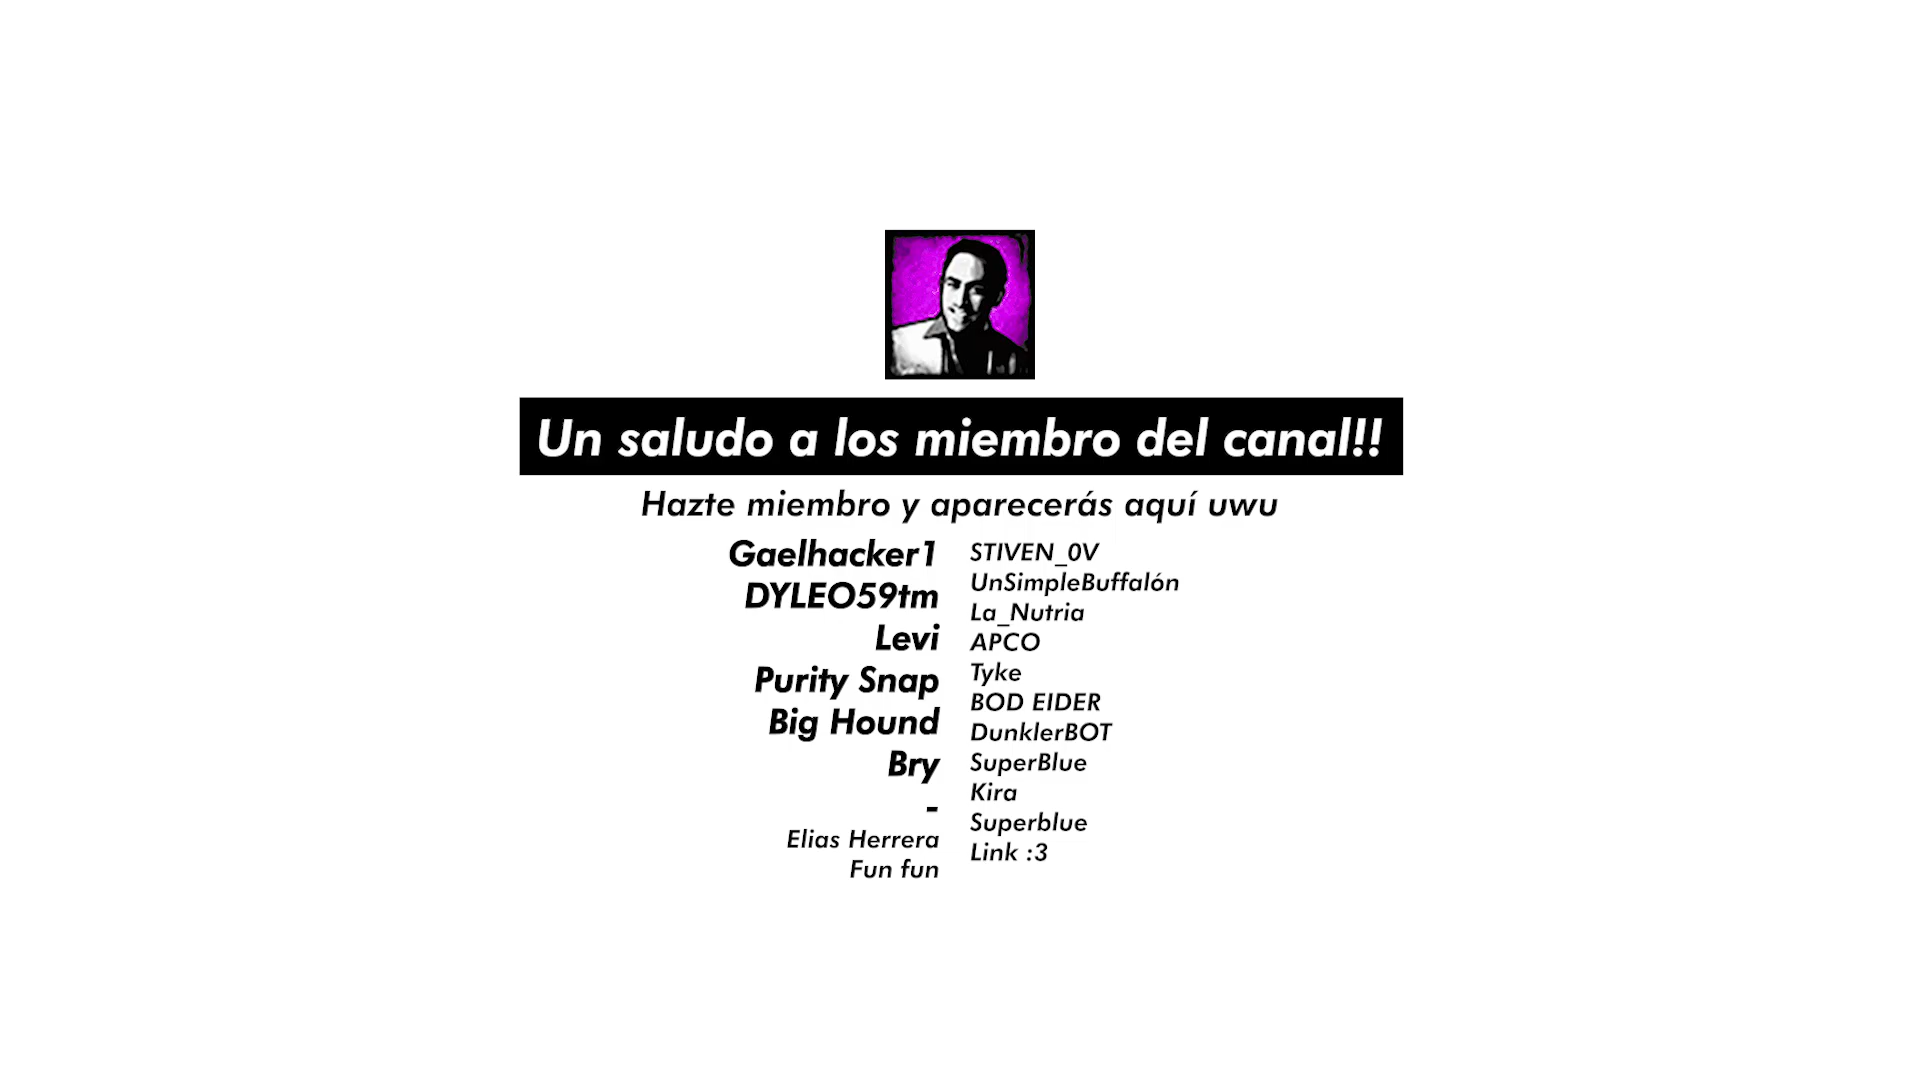 Un saludo a los miembro del canal!!
Hazte miembro y aparecerás aquí uwu
Gaelhacker1
DYLEO59tm
Levi
Purity Snap
Big Hound
Bry
-
Elias Herrera
Fun fun
STIVEN_0V
UnSimpleBuffalón
La_Nutria
APCO
Tyke
BOD EIDER
DunklerBOT
SuperBlue
Kira
Superblue
Link :3